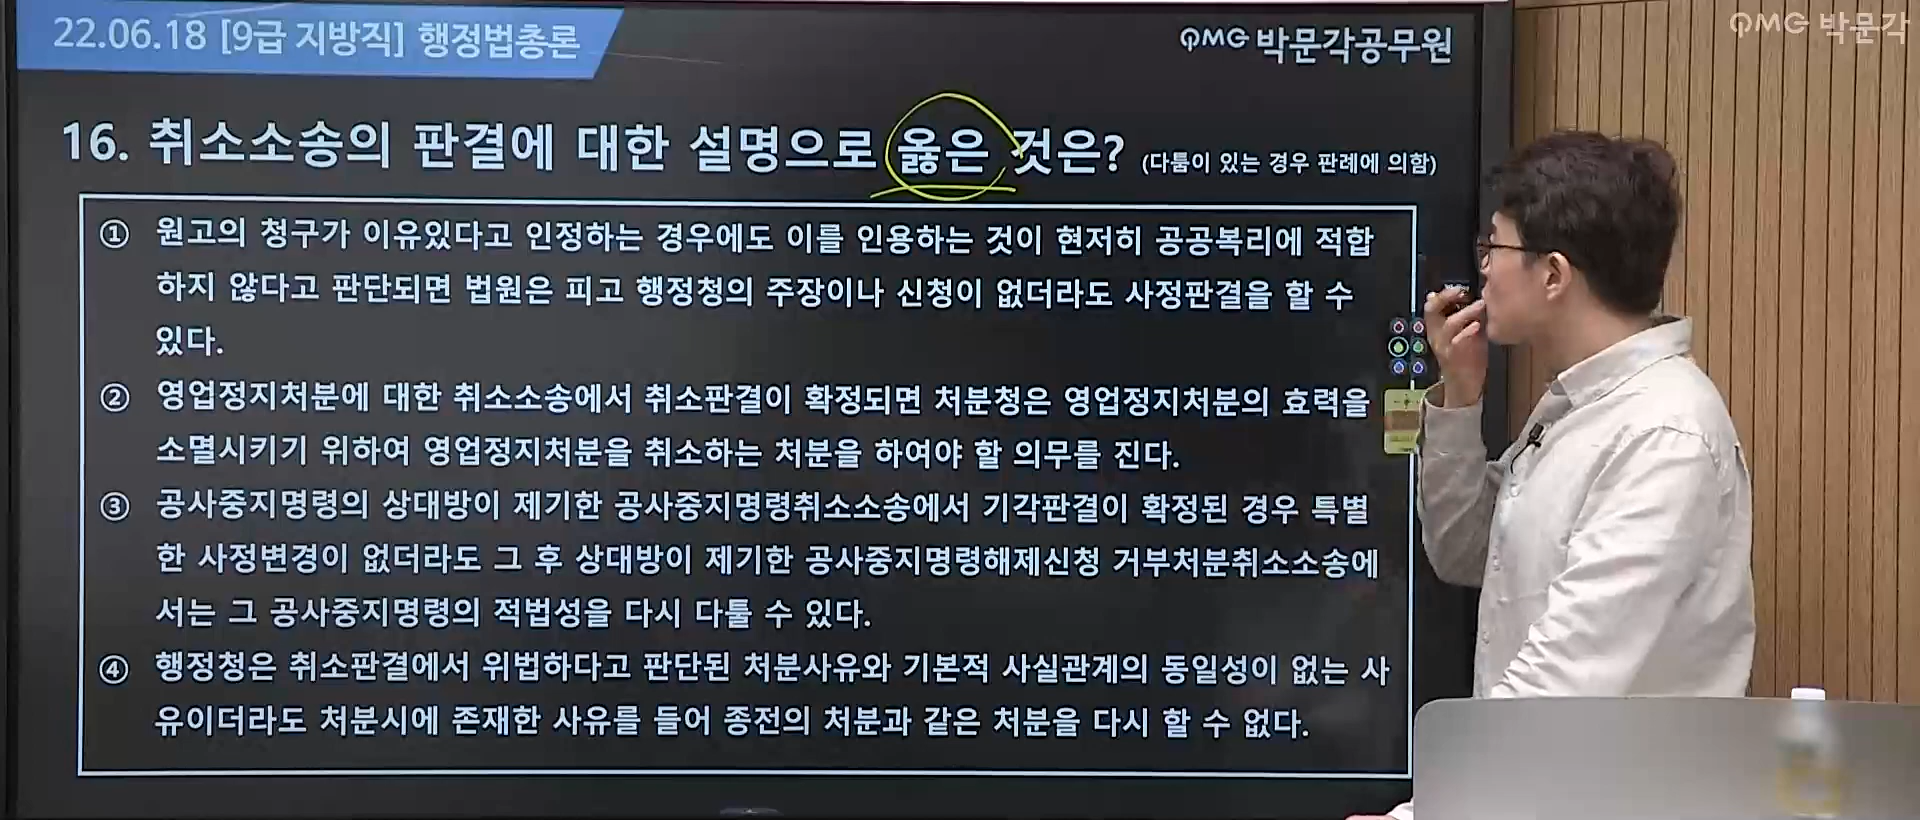 22.06.18 [9급 지방직] 행정법총론
PMG 박문각공무원
PMG 박문각
16. 취소소송의 판결에 대한 설명으로 옳은 것은? (다툼이 있는 경우 판례에 의함)
① 원고의 청구가 이유있다고 인정하는 경우에도 이를 인용하는 것이 현저히 공공복리에 적합
하지 않다고 판단되면 법원은 피고 행정청의 주장이나 신청이 없더라도 사정판결을 할 수
있다.
② 영업정지처분에 대한 취소소송에서 취소판결이 확정되면 처분청은 영업정지처분의 효력을
소멸시키기 위하여 영업정지처분을 취소하는 처분을 하여야 할 의무를 진다.
③ 공사중지명령의 상대방이 제기한 공사중지명령취소소송에서 기각판결이 확정된 경우 특별
한 사정변경이 없더라도 그 후 상대방이 제기한 공사중지명령해제신청 거부처분취소소송에
서는 그 공사중지명령의 적법성을 다시 다툴 수 있다.
④ 행정청은 취소판결에서 위법하다고 판단된 처분사유와 기본적 사실관계의 동일성이 없는 사
유이더라도 처분시에 존재한 사유를 들어 종전의 처분과 같은 처분을 다시 할 수 없다.